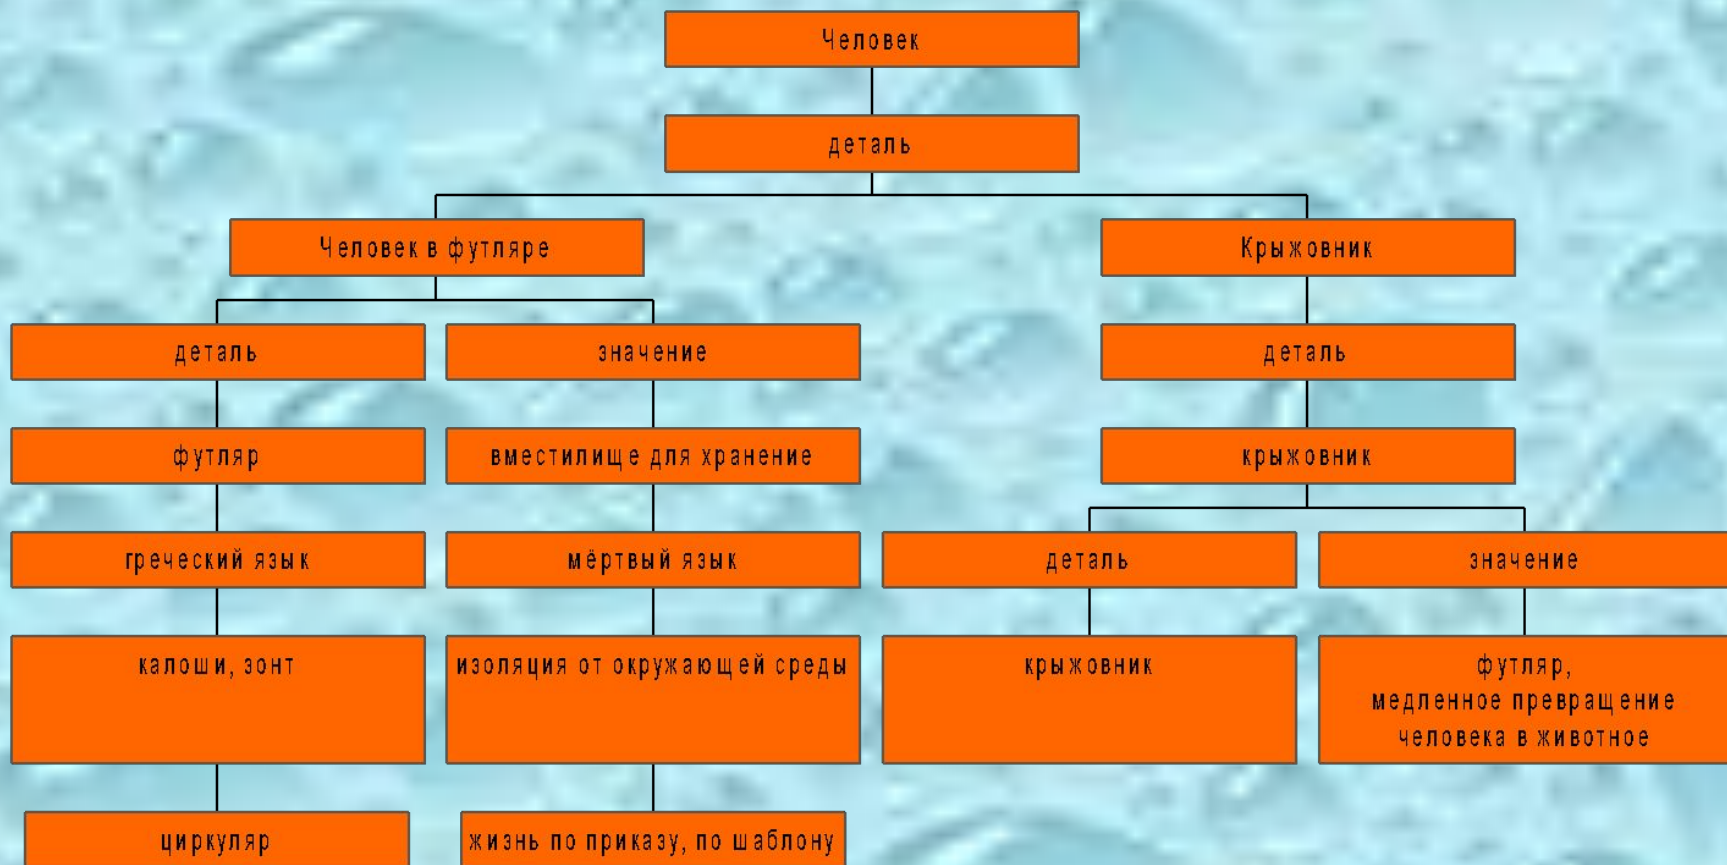 Человек
деталь
Человек в футляре
Крыжовник
деталь
значение
деталь
футляр
вместилище для хранение
крыжовник
греческий язык
мёртвый язык
деталь
значение
калоши, зонт
изоляция от окружающей среды
крыжовник
футляр,
медленное превращение
человека в животное
циркуляр
жизнь по приказу, по шаблону